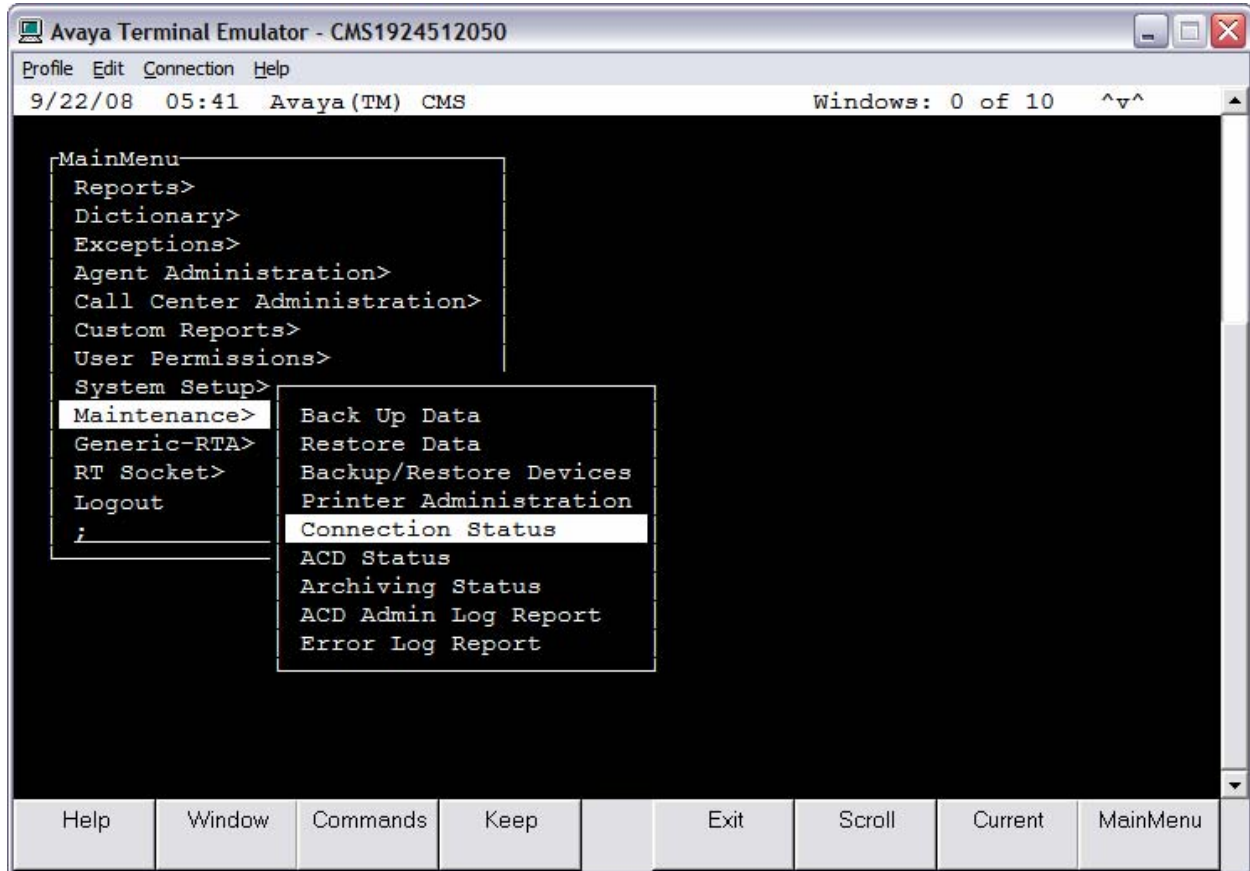 Avaya Terminal Emulator - CMS1924512050
Profile Edit Connection Help
9/22/08 05:41 Avaya(TM) CMS Windows: 0 of 10 ^v^
MainMenu
Reports>
Dictionary>
Exceptions>
Agent Administration>
Call Center Administration>
Custom Reports>
User Permissions>
System Setup>
Maintenance>
Generic-RTA>
RT Socket>
Logout
;
Back Up Data
Restore Data
Backup/Restore Devices
Printer Administration
Connection Status
ACD Status
Archiving Status
ACD Admin Log Report
Error Log Report
Help Window Commands Keep Exit Scroll Current MainMenu